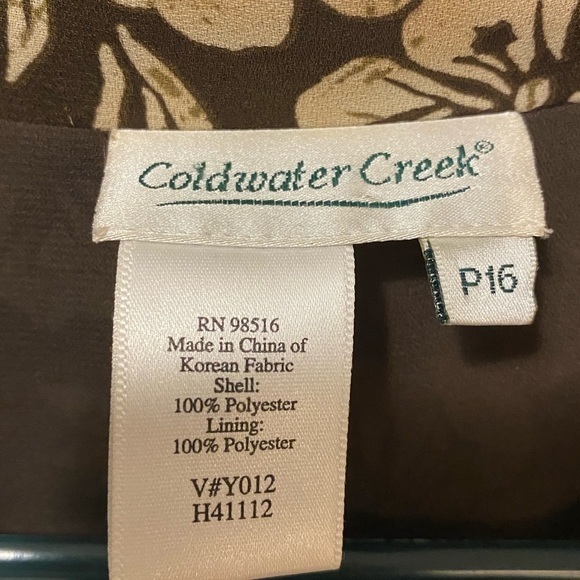 Coldwater Creek®
P16
RN 98516
Made in China of
Korean Fabric
Shell:
100% Polyester
Lining:
100% Polyester
V#Y012
H41112